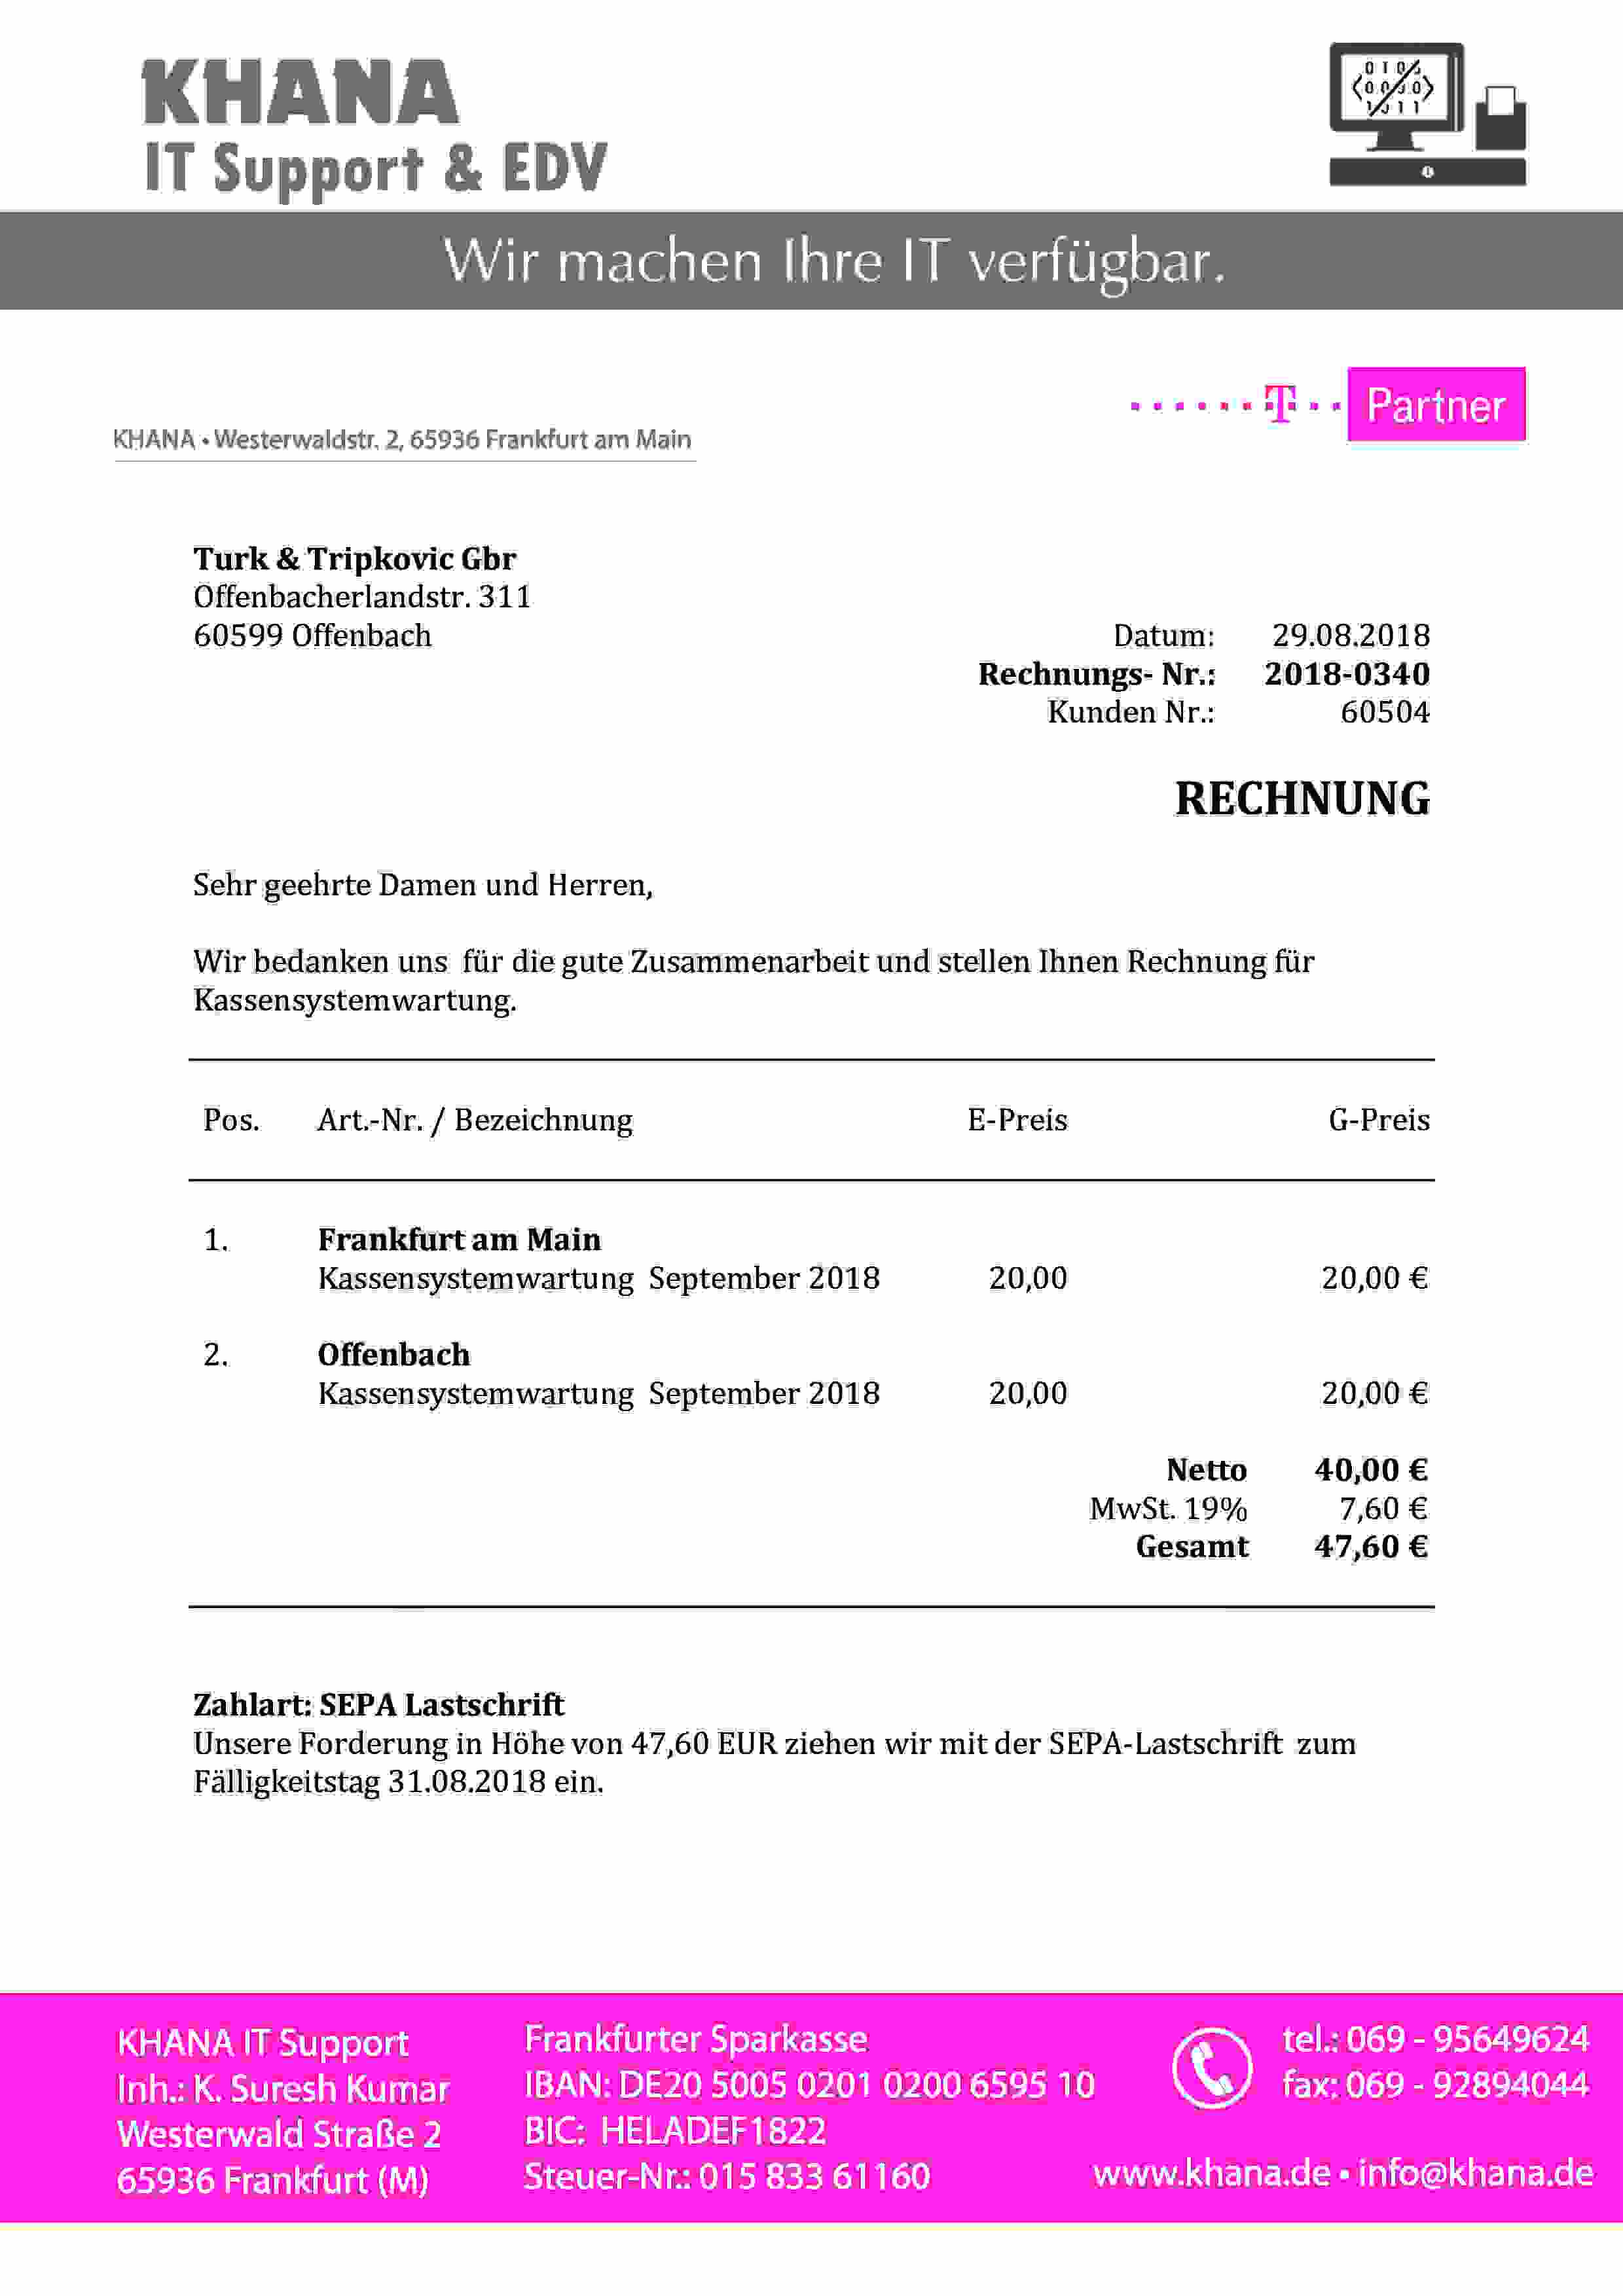 KHANA
IT Support & EDV
Wir machen Ihre IT verfügbar.
T Partner
KHANA • Westerwaldstr. 2, 65936 Frankfurt am Main
Turk & Tripkovic Gbr
Offenbacherlandstr. 311
60599 Offenbach
Datum: 29.08.2018
Rechnungs- Nr.: 2018-0340
Kunden Nr.: 60504
RECHNUNG
Sehr geehrte Damen und Herren,
Wir bedanken uns für die gute Zusammenarbeit und stellen Ihnen Rechnung für
Kassensystemwartung.
Pos. Art.-Nr. / Bezeichnung E-Preis G-Preis
1. Frankfurt am Main
Kassensystemwartung September 2018 20,00 20,00 €
2. Offenbach
Kassensystemwartung September 2018 20,00 20,00 €
Netto 40,00 €
MwSt. 19% 7,60 €
Gesamt 47,60 €
Zahlart: SEPA Lastschrift
Unsere Forderung in Höhe von 47,60 EUR ziehen wir mit der SEPA-Lastschrift zum
Fälligkeitstag 31.08.2018 ein.
KHANA IT Support
Inh.: K. Suresh Kumar
Westerwald Straße 2
65936 Frankfurt (M)
Frankfurter Sparkasse
IBAN: DE20 5005 0201 0200 6595 10
BIC: HELADEF1822
Steuer-Nr.: 015 833 61160
tel.: 069 - 95649624
fax: 069 - 92894044
www.khana.de • info@khana.de